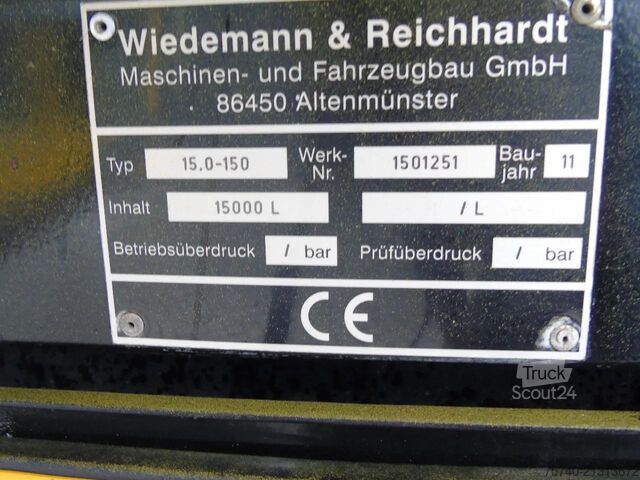 Wiedemann & Reichhardt
Maschinen- und Fahrzeugbau GmbH
86450 Altenmünster
Typ 15.0-150 Werk-Nr. 1501251 Bau-jahr 11
Inhalt 15000 L / L
Betriebsüberdruck / bar Prüfüberdruck / bar
CE
Truck
Scout24